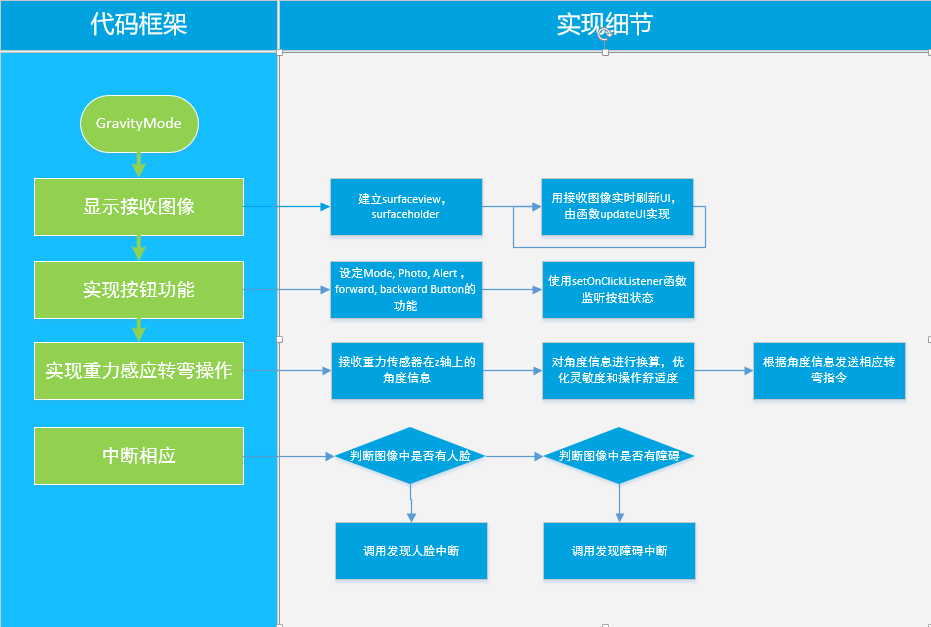 代码框架
实现细节
GravityMode
显示接收图像
建立surfaceview，
surfaceholder
用接收图像实时刷新UI，
由函数updateUI实现
实现按钮功能
设定Mode, Photo, Alert ,
forward, backward Button的
功能
使用setOnClickListener函数
监听按钮状态
实现重力感应转弯操作
接收重力传感器在z轴上的
角度信息
对角度信息进行换算，优
化灵敏度和操作舒适度
根据角度信息发送相应转
弯指令
中断相应
判断图像中是否有人脸
判断图像中是否有障碍
调用发现人脸中断
调用发现障碍中断